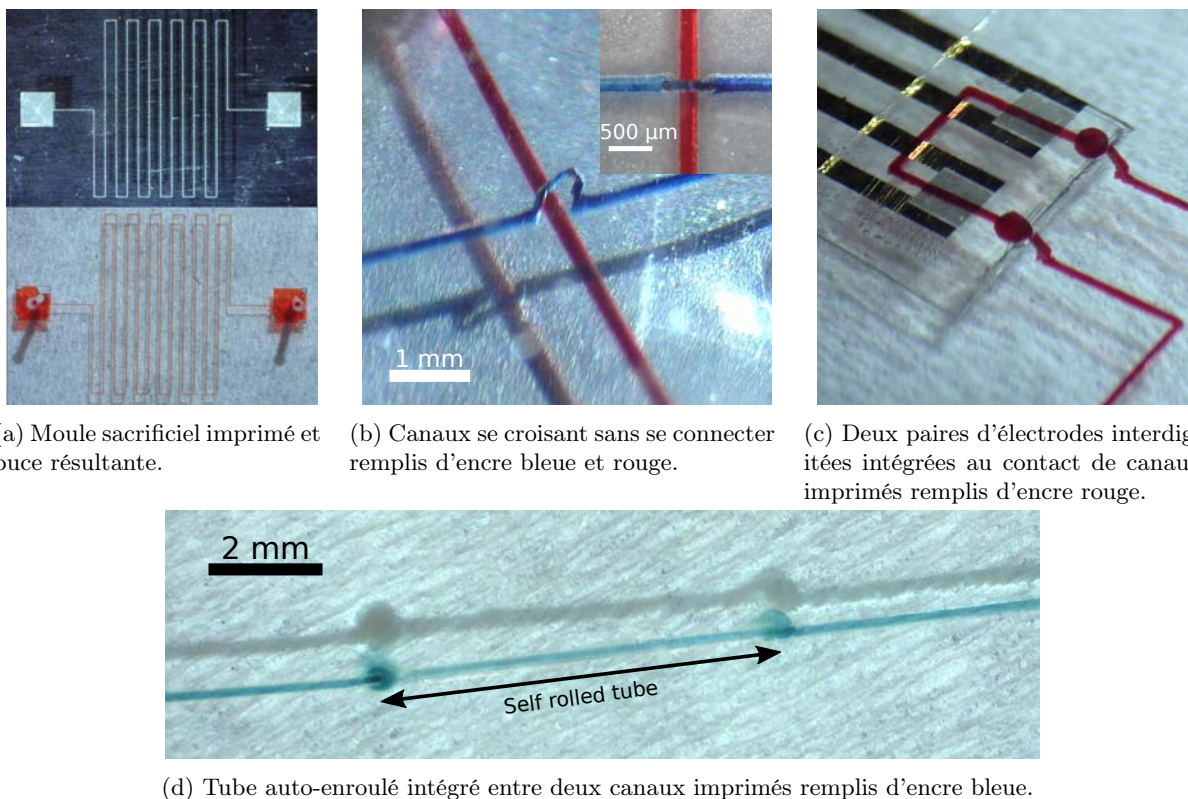 500 µm
1 mm
(a) Moule sacrificiel imprimé et
puce résultante.
(b) Canaux se croisant sans se connecter
remplis d'encre bleue et rouge.
(c) Deux paires d'électrodes interdig-
itées intégrées au contact de canaux
imprimés remplis d'encre rouge.
2 mm
Self rolled tube
(d) Tube auto-enroulé intégré entre deux canaux imprimés remplis d'encre bleue.